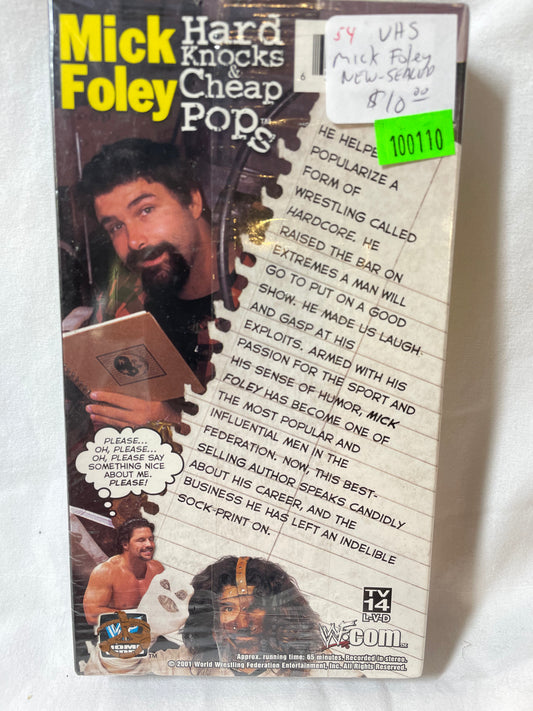 Mick
Foley
Hard
Knocks
&
Cheap
Pops™
6
54 VHS
Mick Foley
NEW-SEALED
$10.00
100110
HE HELPE
POPULARIZE A
FORM OF
WRESTLING CALLED
HARDCORE. HE
RAISED THE BAR ON
EXTREMES A MAN WILL
GO TO PUT ON A GOOD
SHOW. HE MADE US LAUGH
AND GASP AT HIS
EXPLOITS. ARMED WITH HIS
PASSION FOR THE SPORT AND
HIS SENSE OF HUMOR, MICK
FOLEY HAS BECOME ONE OF
THE MOST POPULAR AND
INFLUENTIAL MEN IN THE
FEDERATION. NOW, THIS BEST-
SELLING AUTHOR SPEAKS CANDIDLY
ABOUT HIS CAREER, AND THE
BUSINESS HE HAS LEFT AN INDELIBLE
SOCK-PRINT ON.
PLEASE...
OH, PLEASE...
OH, PLEASE SAY
SOMETHING NICE
ABOUT ME.
PLEASE!
TV
14
L-V-D
WF.COM
TM
Approx. running time: 65 minutes. Recorded in stereo.
© 2001 World Wrestling Federation Entertainment, Inc. All Rights Reserved.